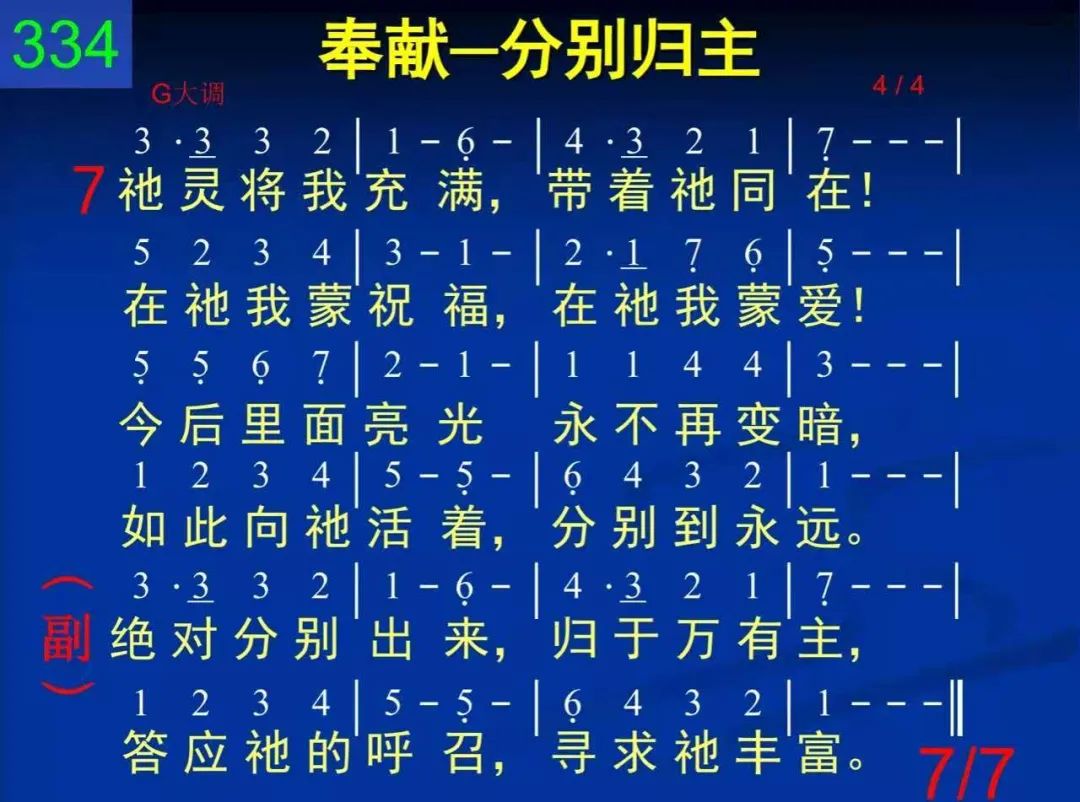 334
奉献—分别归主
G大调
4 / 4
3 · 3 3 2 | 1 - 6̣ - | 4 · 3 2 1 | 7̣ - - - |
7 祂灵将我充满，带着祂同在！
5 2 3 4 | 3 - 1 - | 2 · 1 7̣ 6̣ | 5̣ - - - |
在祂我蒙祝福，在祂我蒙爱！
5̣ 5̣ 6̣ 7̣ | 2 - 1 - | 1 1 4 4 | 3 - - - |
今后里面亮光 永不再变暗，
1 2 3 4 | 5 - 5̣ - | 6̣ 4 3 2 | 1 - - - |
如此向祂活着，分别到永远。
3 · 3 3 2 | 1 - 6̣ - | 4 · 3 2 1 | 7̣ - - - |
（副）绝对分别出来，归于万有主，
1 2 3 4 | 5 - 5̣ - | 6̣ 4 3 2 | 1 - - - ‖
答应祂的呼召，寻求祂丰富。
7/7